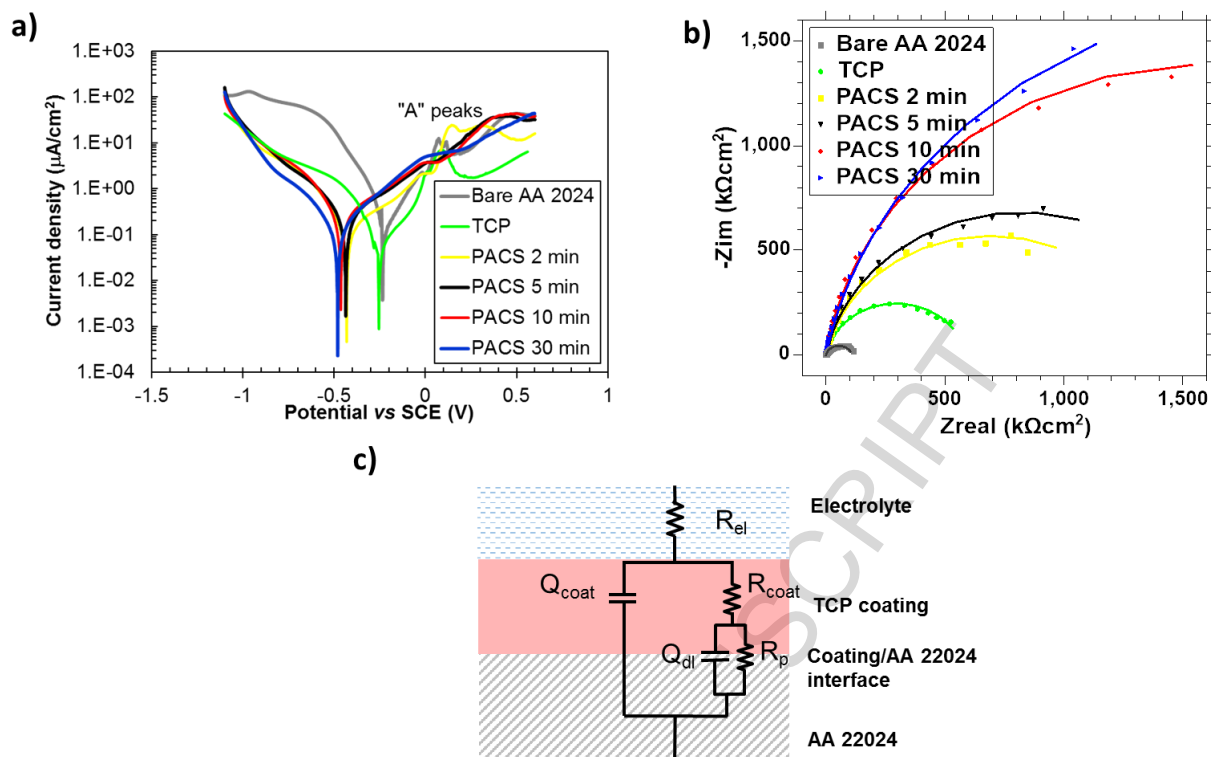 a)
1.E+03
1.E+02
1.E+01
1.E+00
1.E-01
1.E-02
1.E-03
1.E-04
Current density (µA/cm²)
"A" peaks
Bare AA 2024
TCP
PACS 2 min
PACS 5 min
PACS 10 min
PACS 30 min
-1.5
-1
-0.5
0
0.5
1
Potential vs SCE (V)
b)
1,500
1,000
500
0
-Zim (kΩcm²)
Bare AA 2024
TCP
PACS 2 min
PACS 5 min
PACS 10 min
PACS 30 min
0
500
1,000
1,500
Zreal (kΩcm²)
c)
Rel
Electrolyte
Qcoat
Rcoat
TCP coating
Qdl
Rp
Coating/AA 22024
interface
AA 22024
SCRIPT